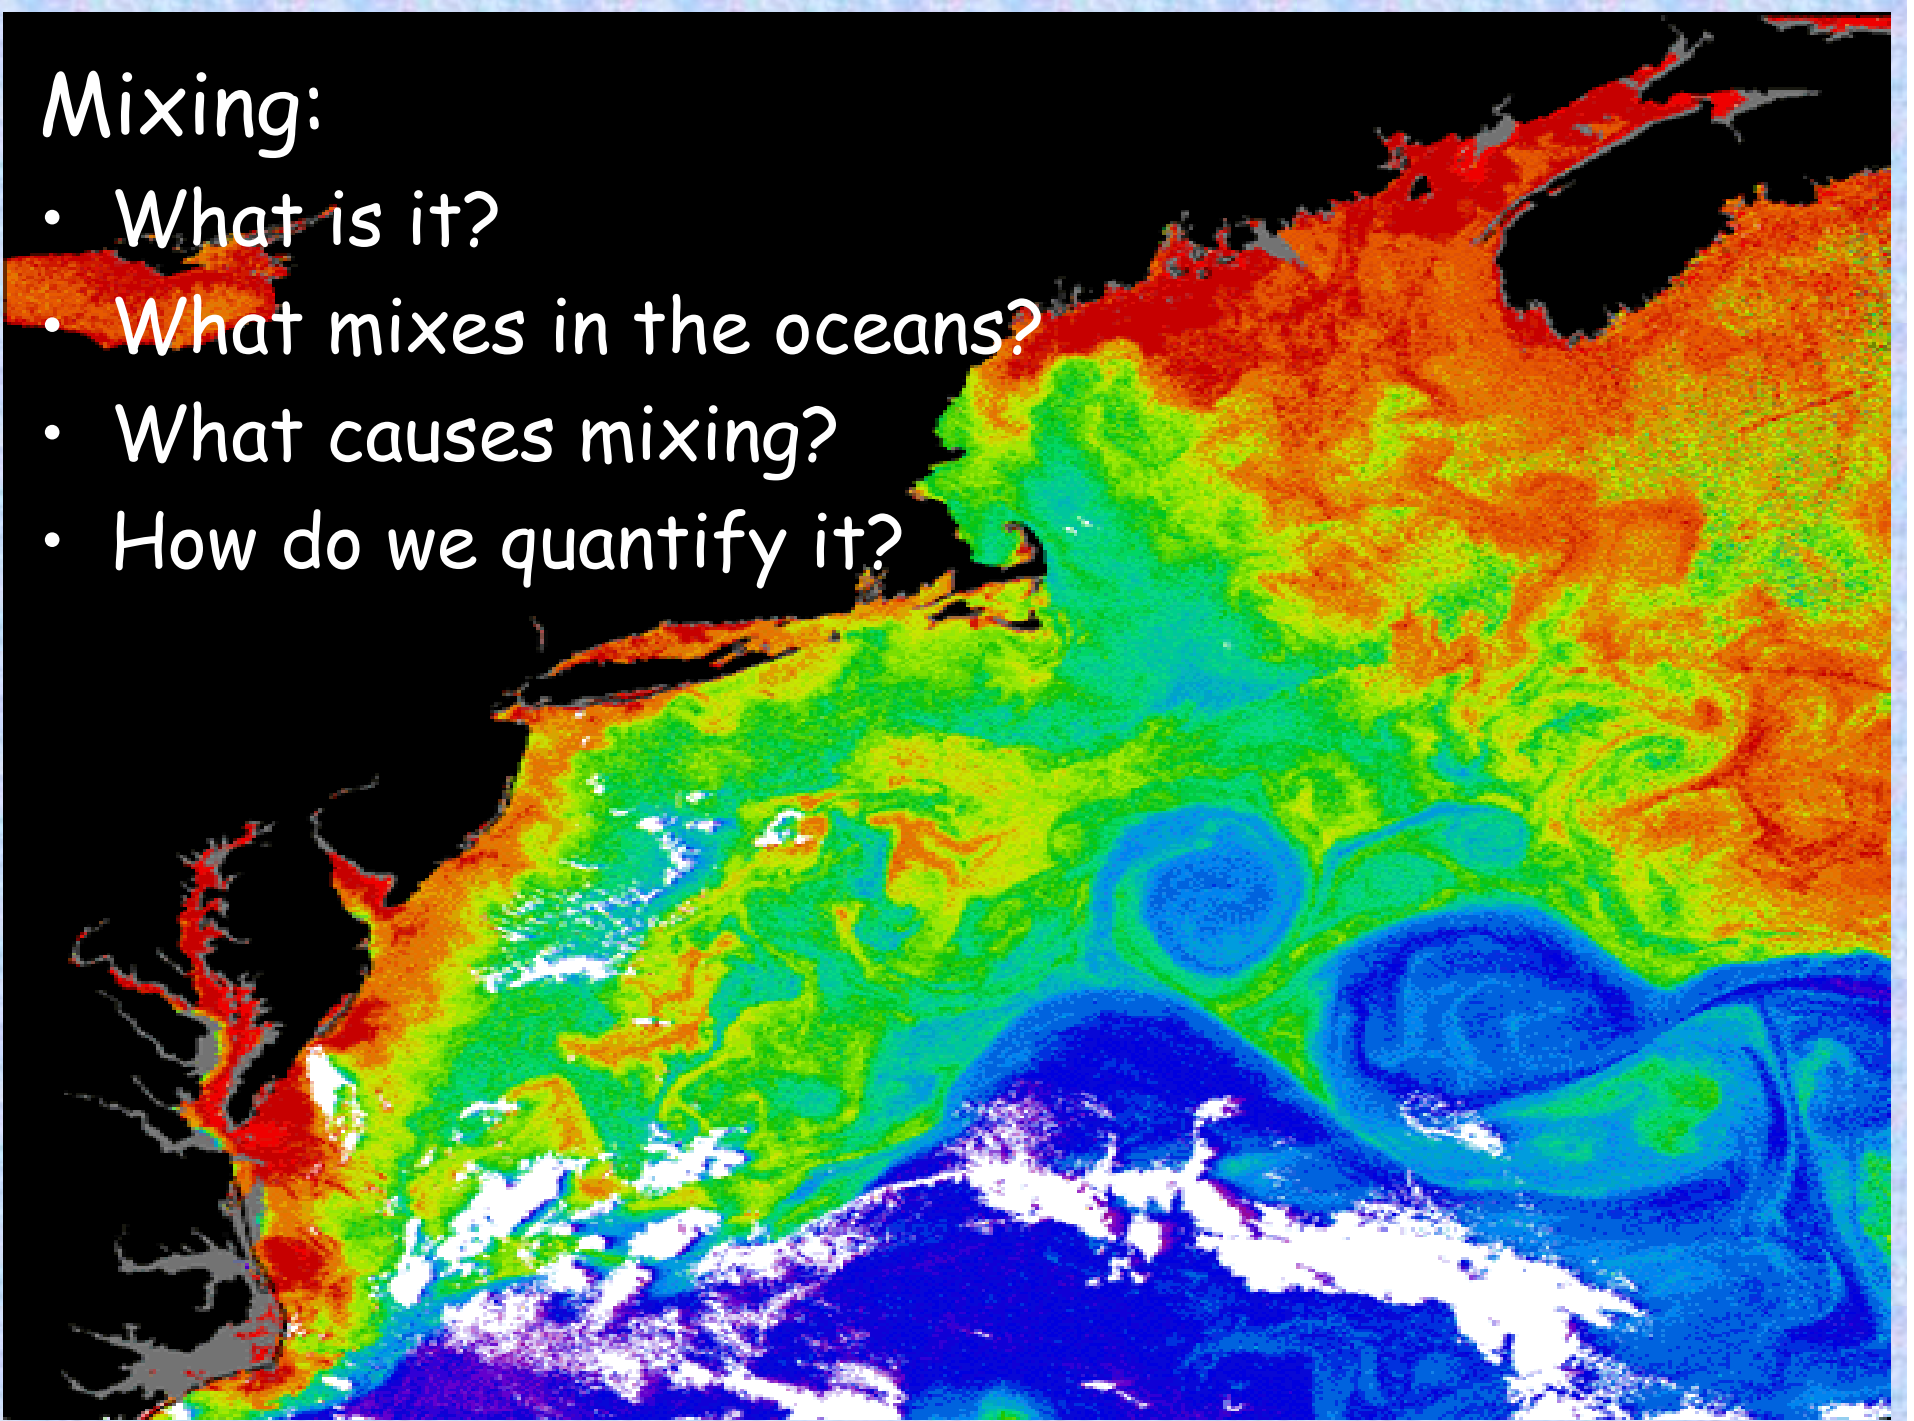 Mixing:
• What is it?
• What mixes in the oceans?
• What causes mixing?
• How do we quantify it?